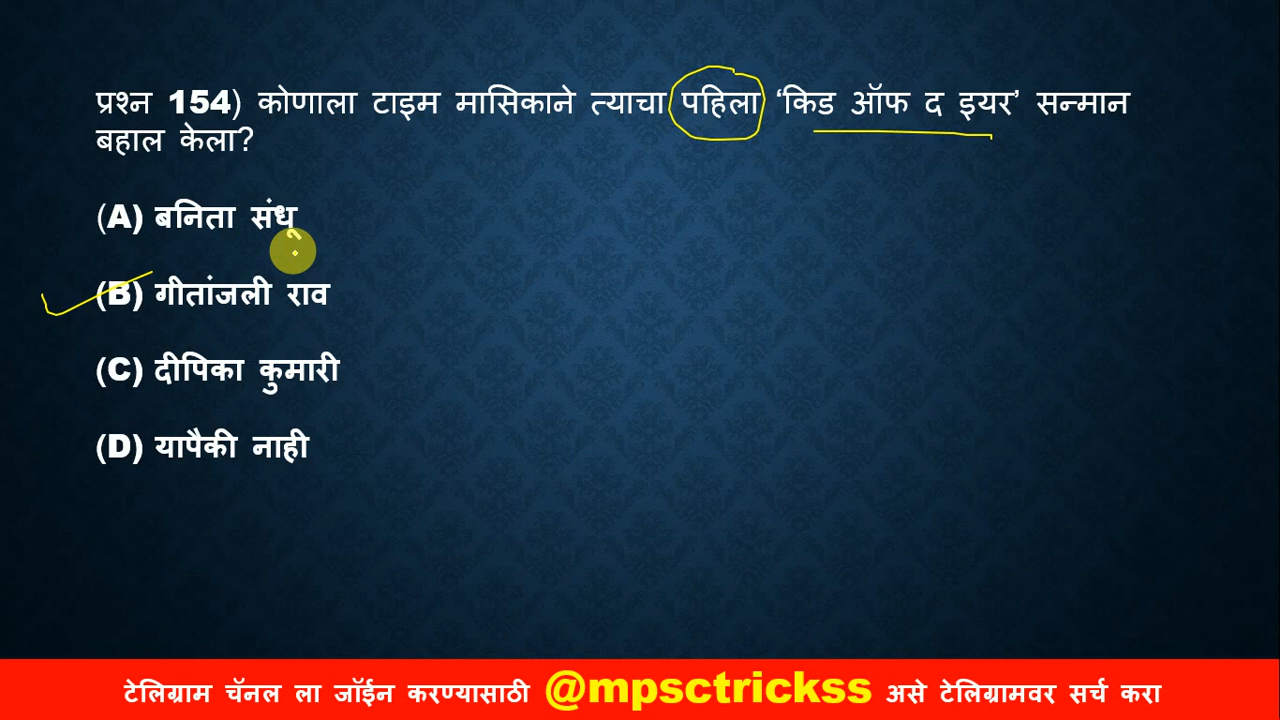 प्रश्न 154) कोणाला टाइम मासिकाने त्याचा पहिला ‘किड ऑफ द इयर’ सन्मान
बहाल केला?
(A) बनिता संधू
(B) गीतांजली राव
(C) दीपिका कुमारी
(D) यापैकी नाही
टेलिग्राम चॅनल ला जॉईन करण्यासाठी @mpsctrickss असे टेलिग्रामवर सर्च करा